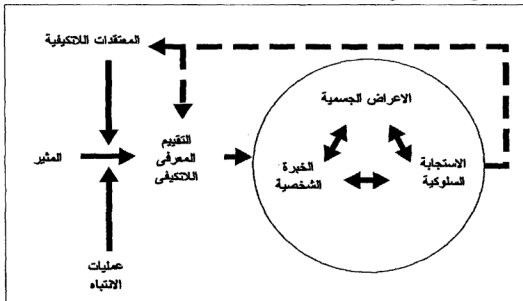 المعتقدات اللاتكيفية
الاعراض الجسمية
المثير
التقييم
المعرفى
اللاتكيفى
الخبرة
الشخصية
الاستجابة
السلوكية
عمليات
الانتباه